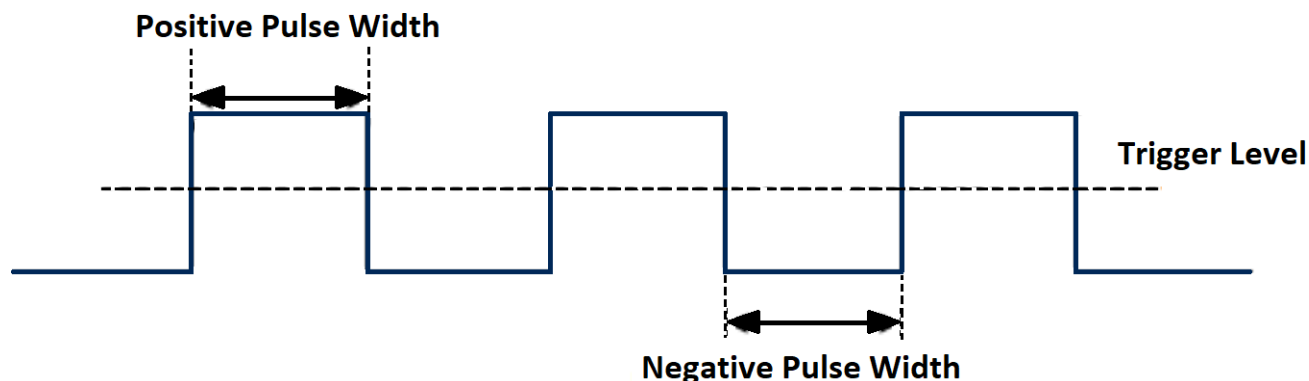 Positive Pulse Width
Trigger Level
Negative Pulse Width